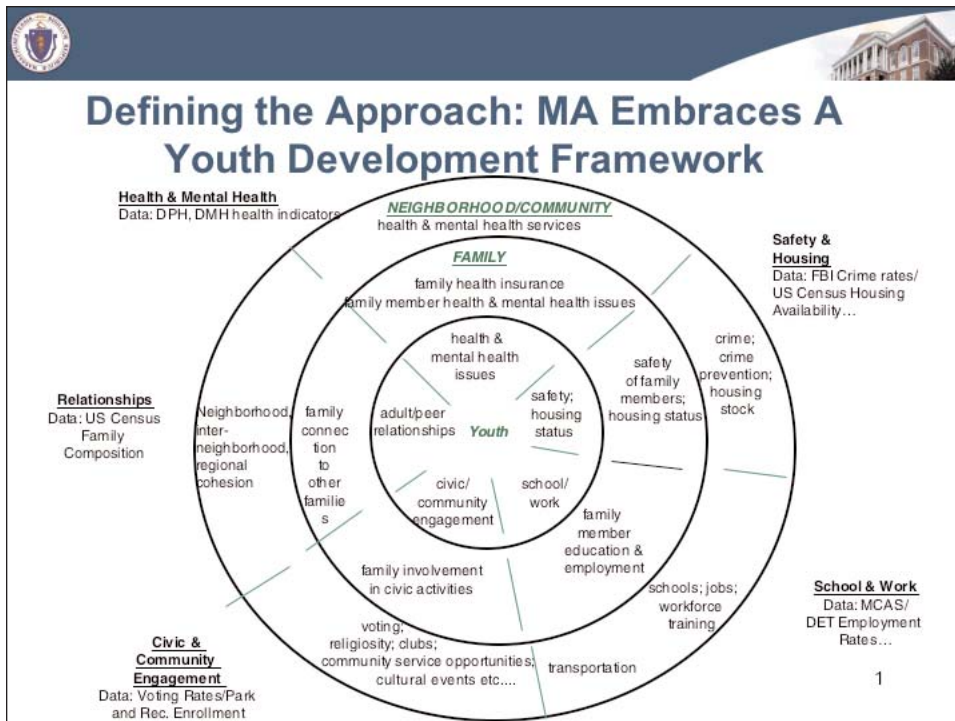 Defining the Approach: MA Embraces A
Youth Development Framework
Health & Mental Health
Data: DPH, DMH health indicators
NEIGHBORHOOD/COMMUNITY
health & mental health services
FAMILY
family health insurance
family member health & mental health issues
health &
mental health
issues
Safety &
Housing
Data: FBI Crime rates/
US Census Housing
Availability…
crime;
crime
prevention;
housing
stock
safety
of family
members;
housing status
safety;
housing
status
Youth
adult/peer
relationships
family
connec
tion
to
other
familie
s
Neighborhood,
inter-
neighborhood,
regional
cohesion
Relationships
Data: US Census
Family
Composition
civic/
community
engagement
school/
work
family
member
education &
employment
family involvement
in civic activities
schools; jobs;
workforce
training
transportation
voting;
religiosity; clubs;
community service opportunities;
cultural events etc....
School & Work
Data: MCAS/
DET Employment
Rates…
Civic &
Community
Engagement
Data: Voting Rates/Park
and Rec. Enrollment
1